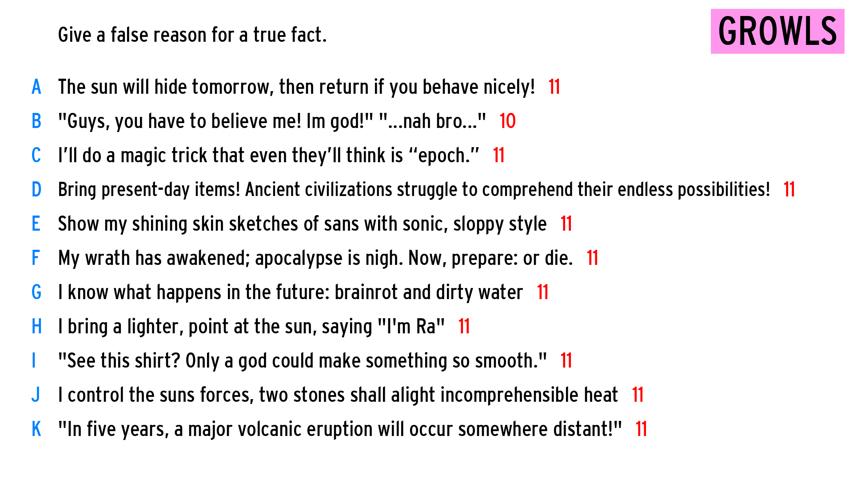 Give a false reason for a true fact.
GROWLS
A The sun will hide tomorrow, then return if you behave nicely! 11
B "Guys, you have to believe me! Im god!" "...nah bro..." 10
C I’ll do a magic trick that even they’ll think is “epoch.” 11
D Bring present-day items! Ancient civilizations struggle to comprehend their endless possibilities! 11
E Show my shining skin sketches of sans with sonic, sloppy style 11
F My wrath has awakened; apocalypse is nigh. Now, prepare: or die. 11
G I know what happens in the future: brainrot and dirty water 11
H I bring a lighter, point at the sun, saying "I'm Ra" 11
I "See this shirt? Only a god could make something so smooth." 11
J I control the suns forces, two stones shall alight incomprehensible heat 11
K "In five years, a major volcanic eruption will occur somewhere distant!" 11